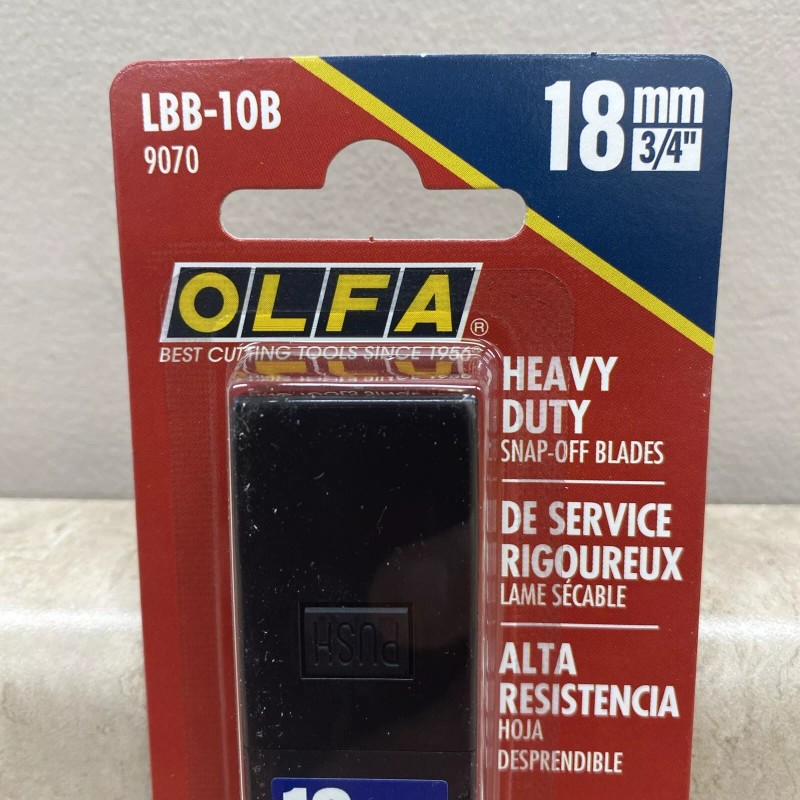 LBB-10B
9070
18 mm
3/4"
OLFA®
BEST CUTTING TOOLS SINCE 1956
HEAVY
DUTY
SNAP-OFF BLADES
DE SERVICE
RIGOUREUX
LAME SÉCABLE
ALTA
RESISTENCIA
HOJA
DESPRENDIBLE
PUSH